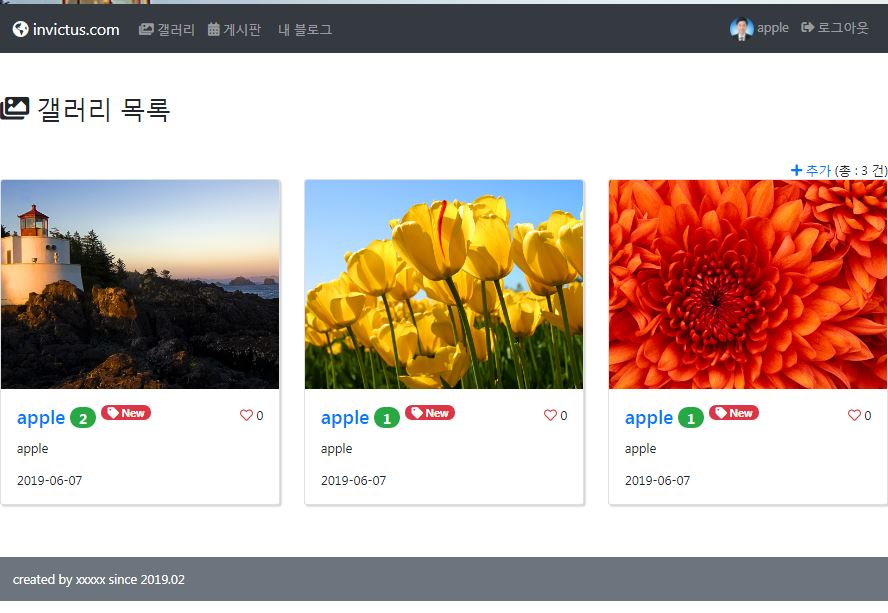 invictus.com 갤러리 게시판 내 블로그 apple 로그아웃
갤러리 목록
추가 (총 : 3 건)
apple 2 New 0
apple
2019-06-07
apple 1 New 0
apple
2019-06-07
apple 1 New 0
apple
2019-06-07
created by xxxxx since 2019.02